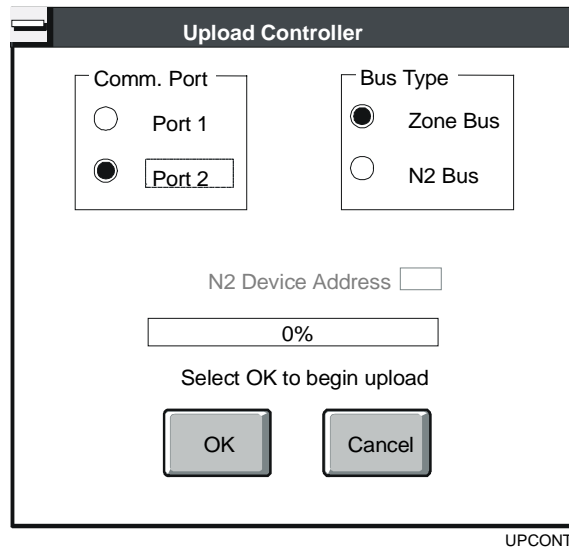 Upload Controller
Comm. Port
Bus Type
Port 1
Zone Bus
Port 2
N2 Bus
N2 Device Address
0%
Select OK to begin upload
OK
Cancel
UPCONT